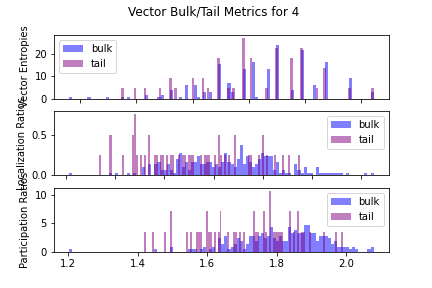 Vector Bulk/Tail Metrics for 4
Vector Entropies
20
10
0
bulk
tail
Localization Ratios
0.5
0.0
bulk
tail
Participation Ratios
10
5
0
bulk
tail
1.2 1.4 1.6 1.8 2.0